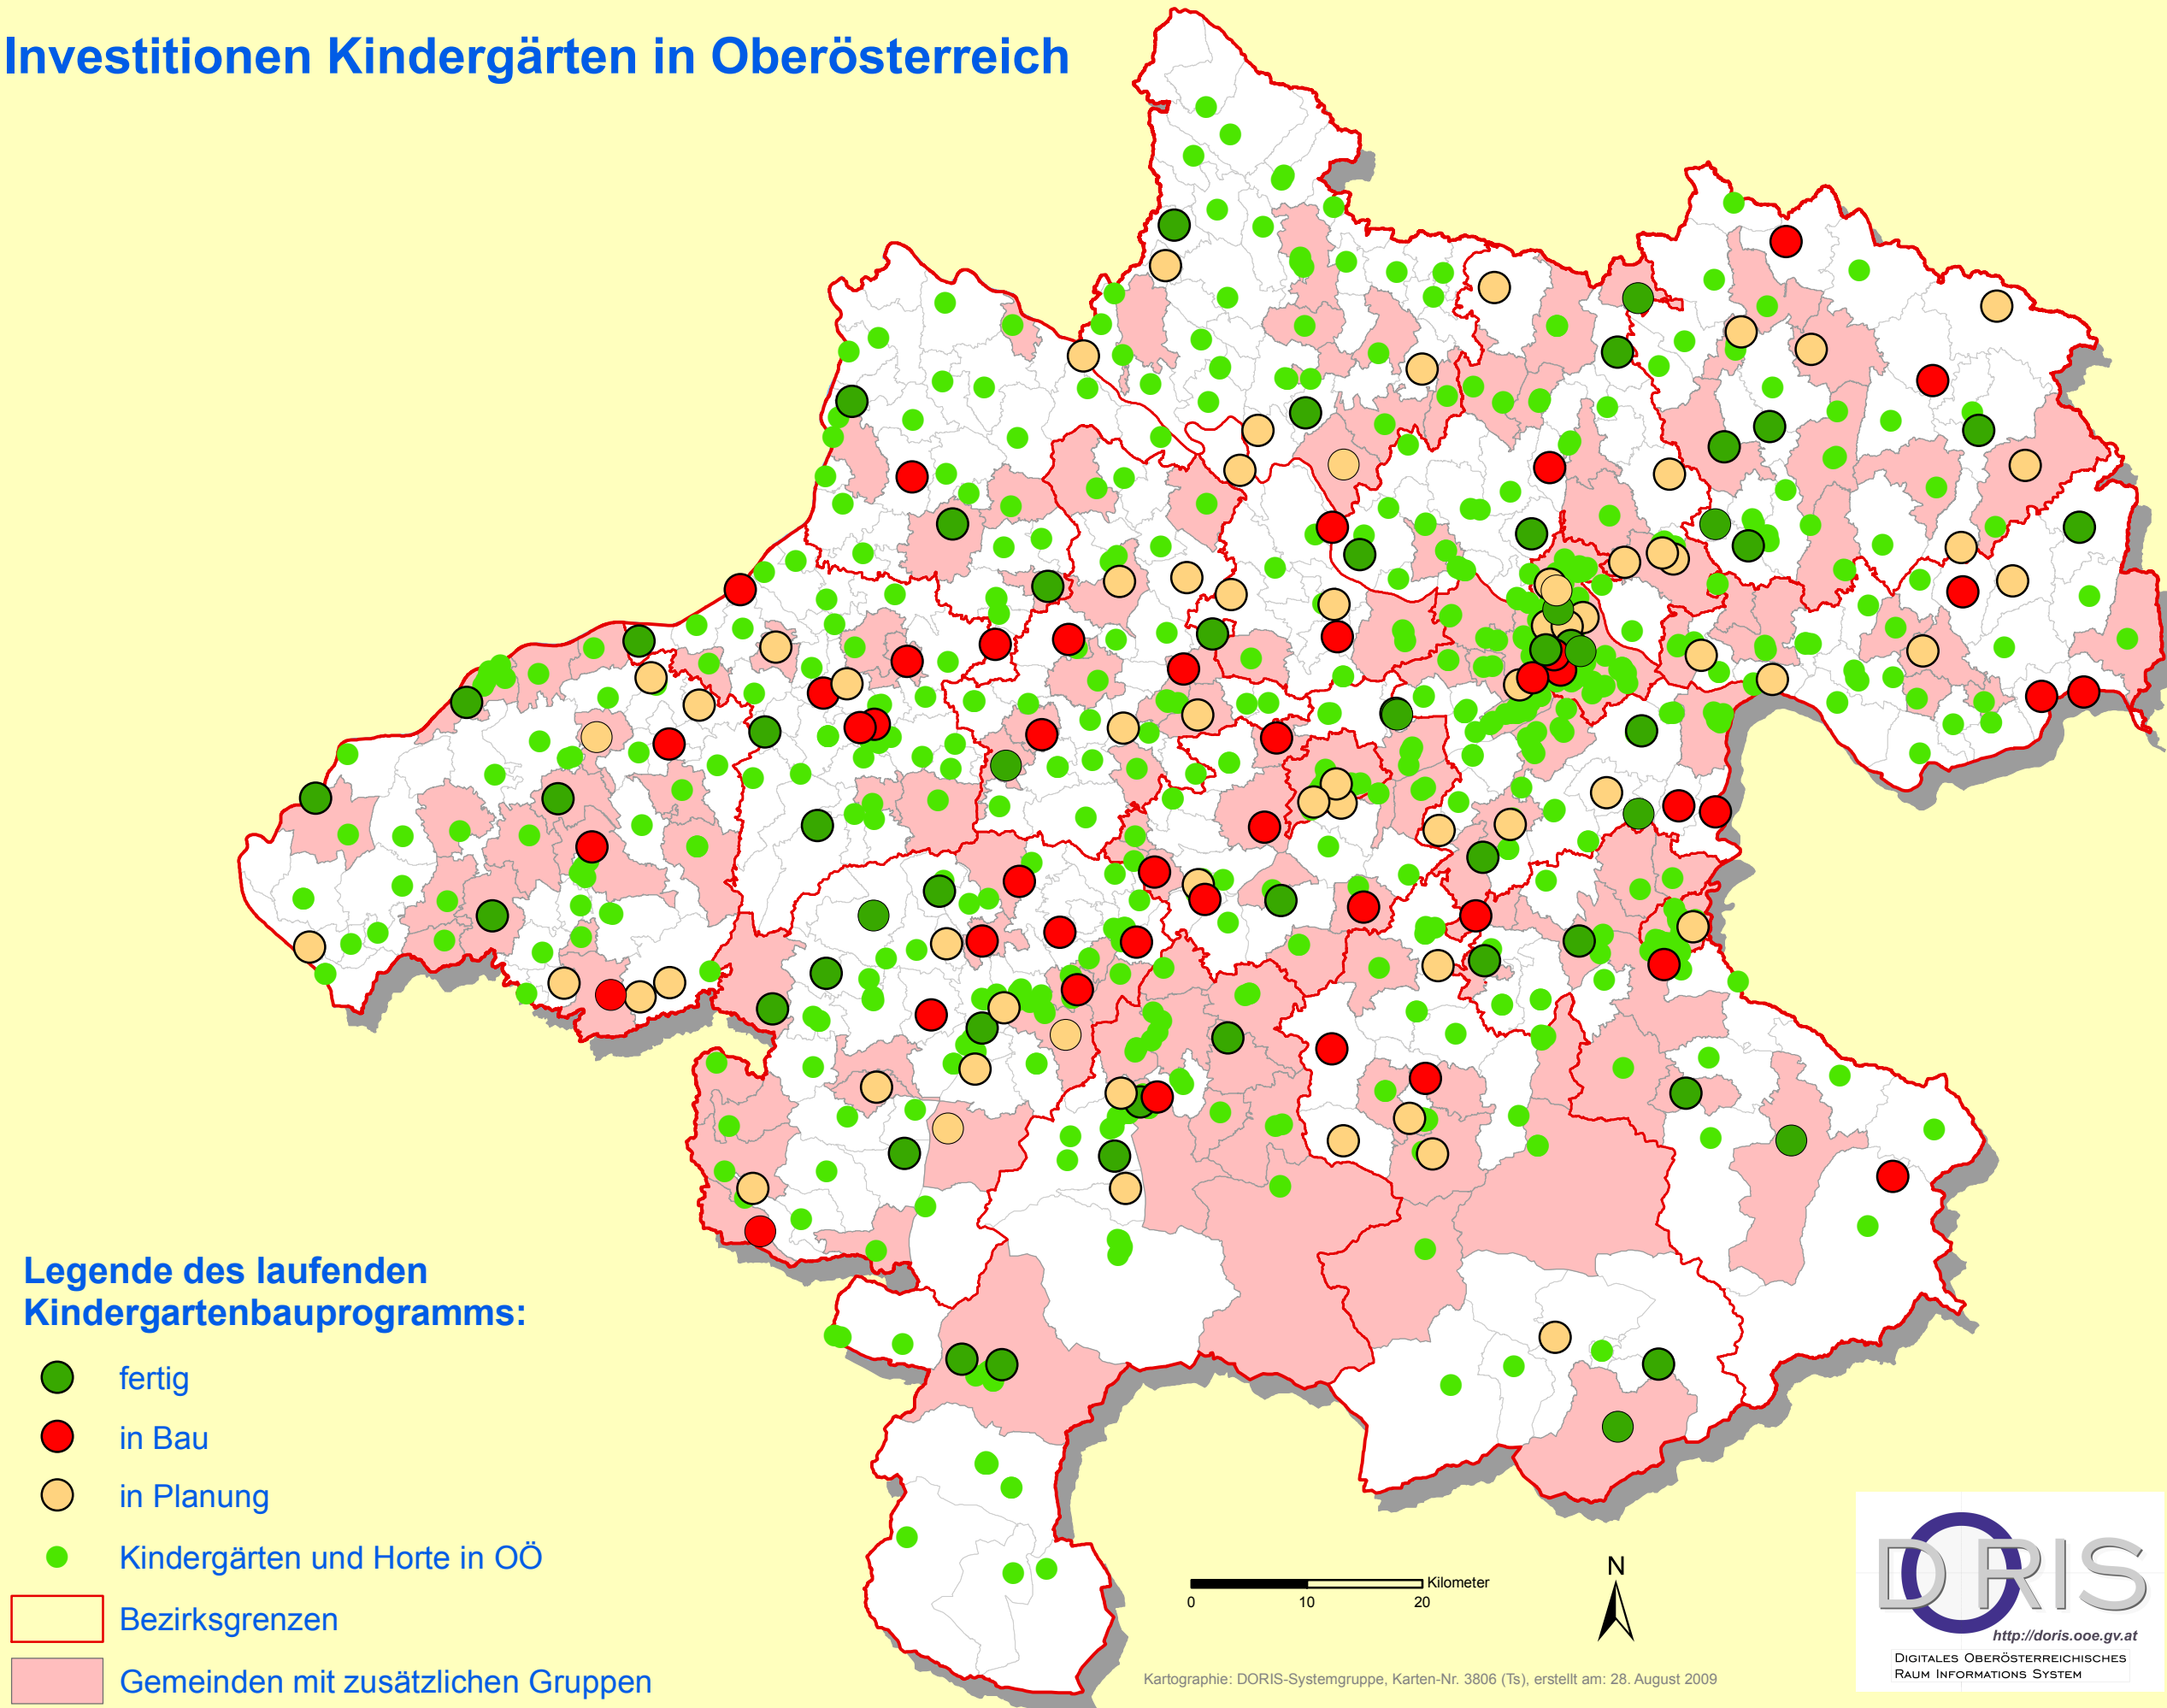 Investitionen Kindergärten in Oberösterreich
Legende des laufenden
Kindergartenbauprogramms:
fertig
in Bau
in Planung
Kindergärten und Horte in OÖ
Bezirksgrenzen
Gemeinden mit zusätzlichen Gruppen
Kilometer
0 10 20
N
Kartographie: DORIS-Systemgruppe, Karten-Nr. 3806 (Ts), erstellt am: 28. August 2009
DORIS
http://doris.ooe.gv.at
DIGITALES OBERÖSTERREICHISCHES
RAUM INFORMATIONS SYSTEM